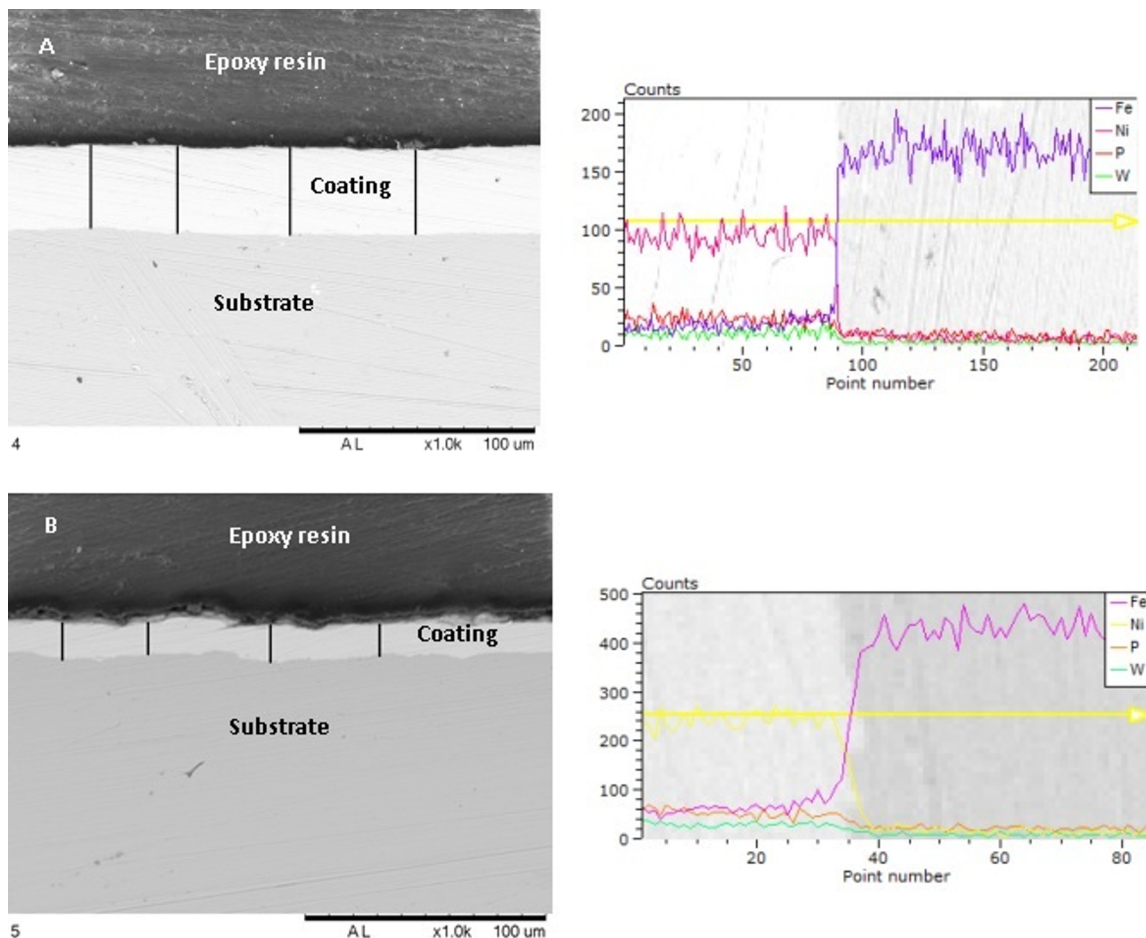 A
Epoxy resin
Coating
Substrate
4
A L x1.0k 100 um
Counts
200
150
100
50
0
Fe
Ni
P
W
50 100 150 200
Point number
B
Epoxy resin
Coating
Substrate
5
A L x1.0k 100 um
Counts
500
400
300
200
100
0
Fe
Ni
P
W
20 40 60 80
Point number